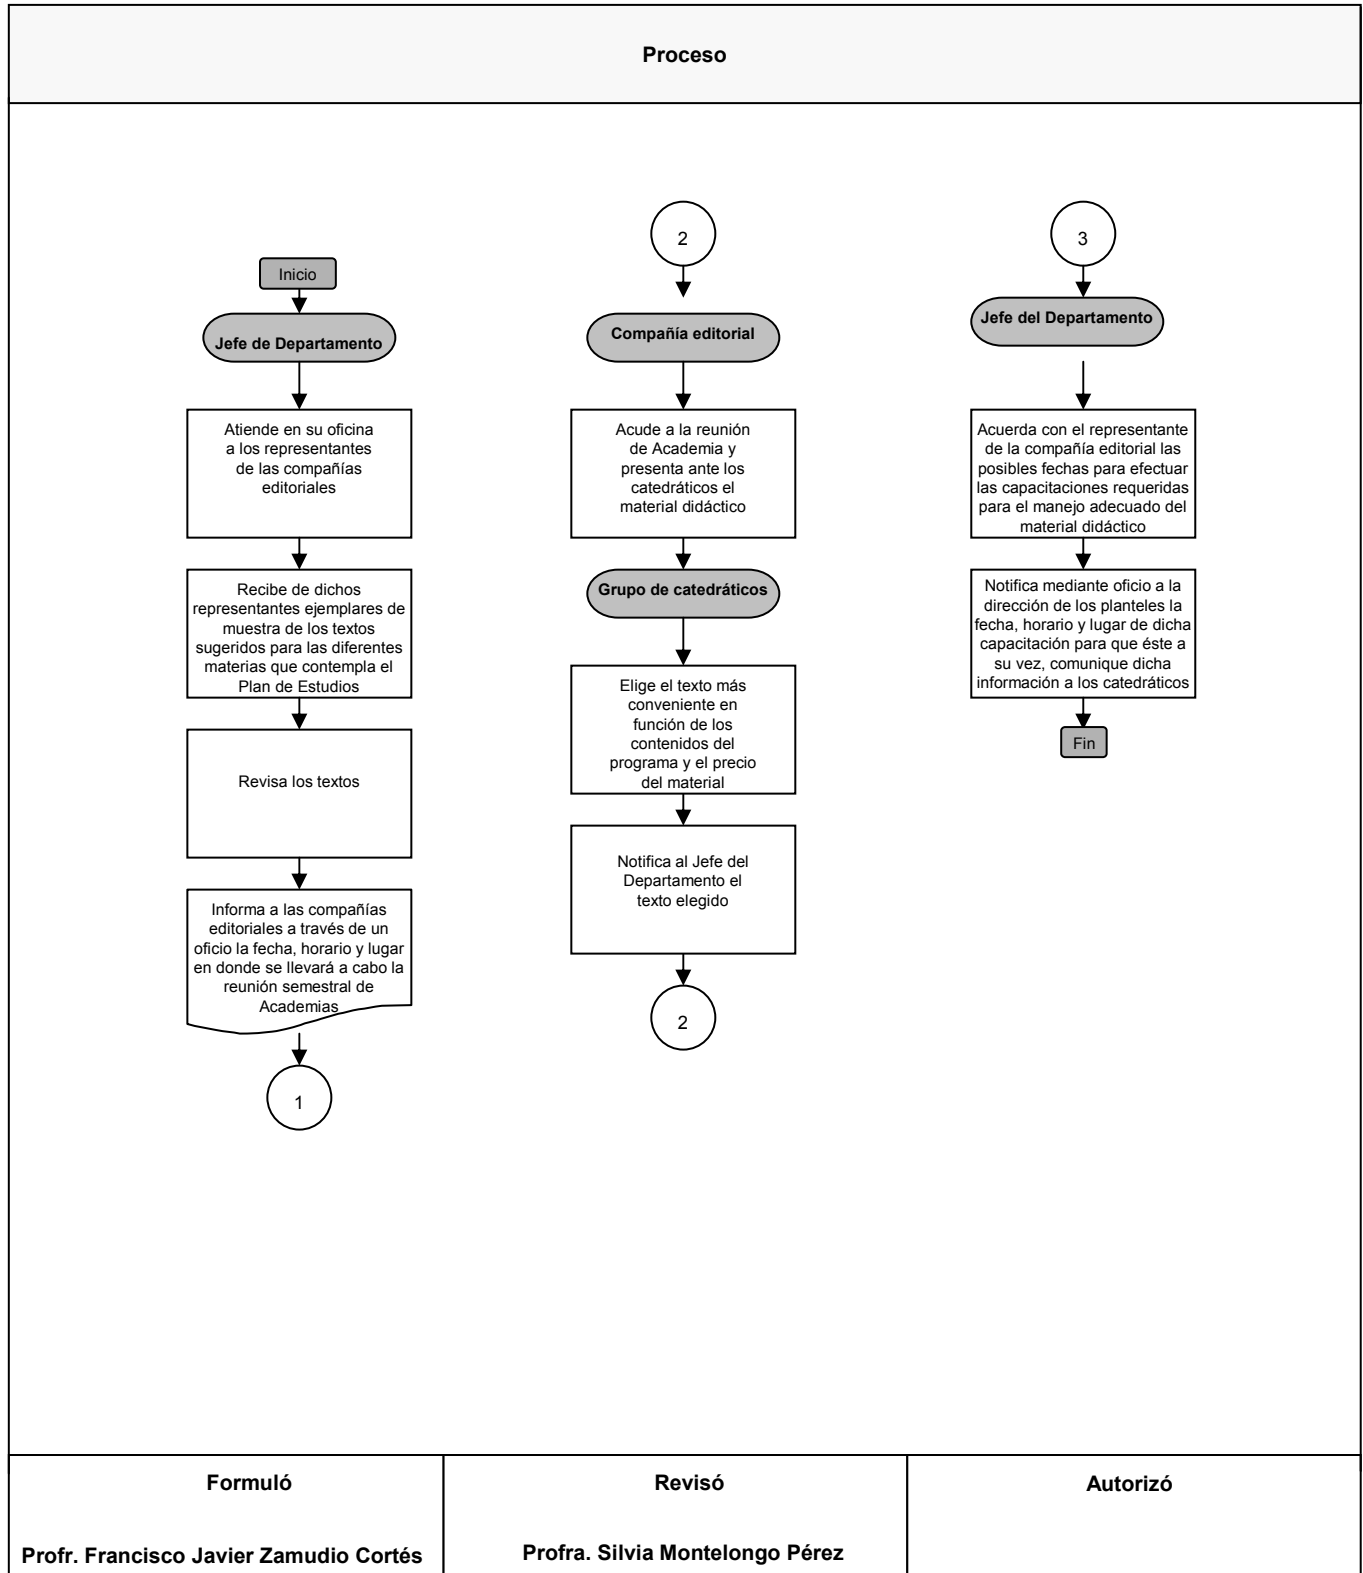 Proceso
Inicio
Jefe de Departamento
Atiende en su oficina
a los representantes
de las compañías
editoriales
Recibe de dichos
representantes ejemplares de
muestra de los textos
sugeridos para las diferentes
materias que contempla el
Plan de Estudios
Revisa los textos
Informa a las compañías
editoriales a través de un
oficio la fecha, horario y lugar
en donde se llevará a cabo la
reunión semestral de
Academias
1
2
Compañía editorial
Acude a la reunión
de Academia y
presenta ante los
catedráticos el
material didáctico
Grupo de catedráticos
Elige el texto más
conveniente en
función de los
contenidos del
programa y el precio
del material
Notifica al Jefe del
Departamento el
texto elegido
2
3
Jefe del Departamento
Acuerda con el representante
de la compañía editorial las
posibles fechas para efectuar
las capacitaciones requeridas
para el manejo adecuado del
material didáctico
Notifica mediante oficio a la
dirección de los planteles la
fecha, horario y lugar de dicha
capacitación para que éste a
su vez, comunique dicha
información a los catedráticos
Fin
Formuló
Profr. Francisco Javier Zamudio Cortés
Revisó
Profra. Silvia Montelongo Pérez
Autorizó